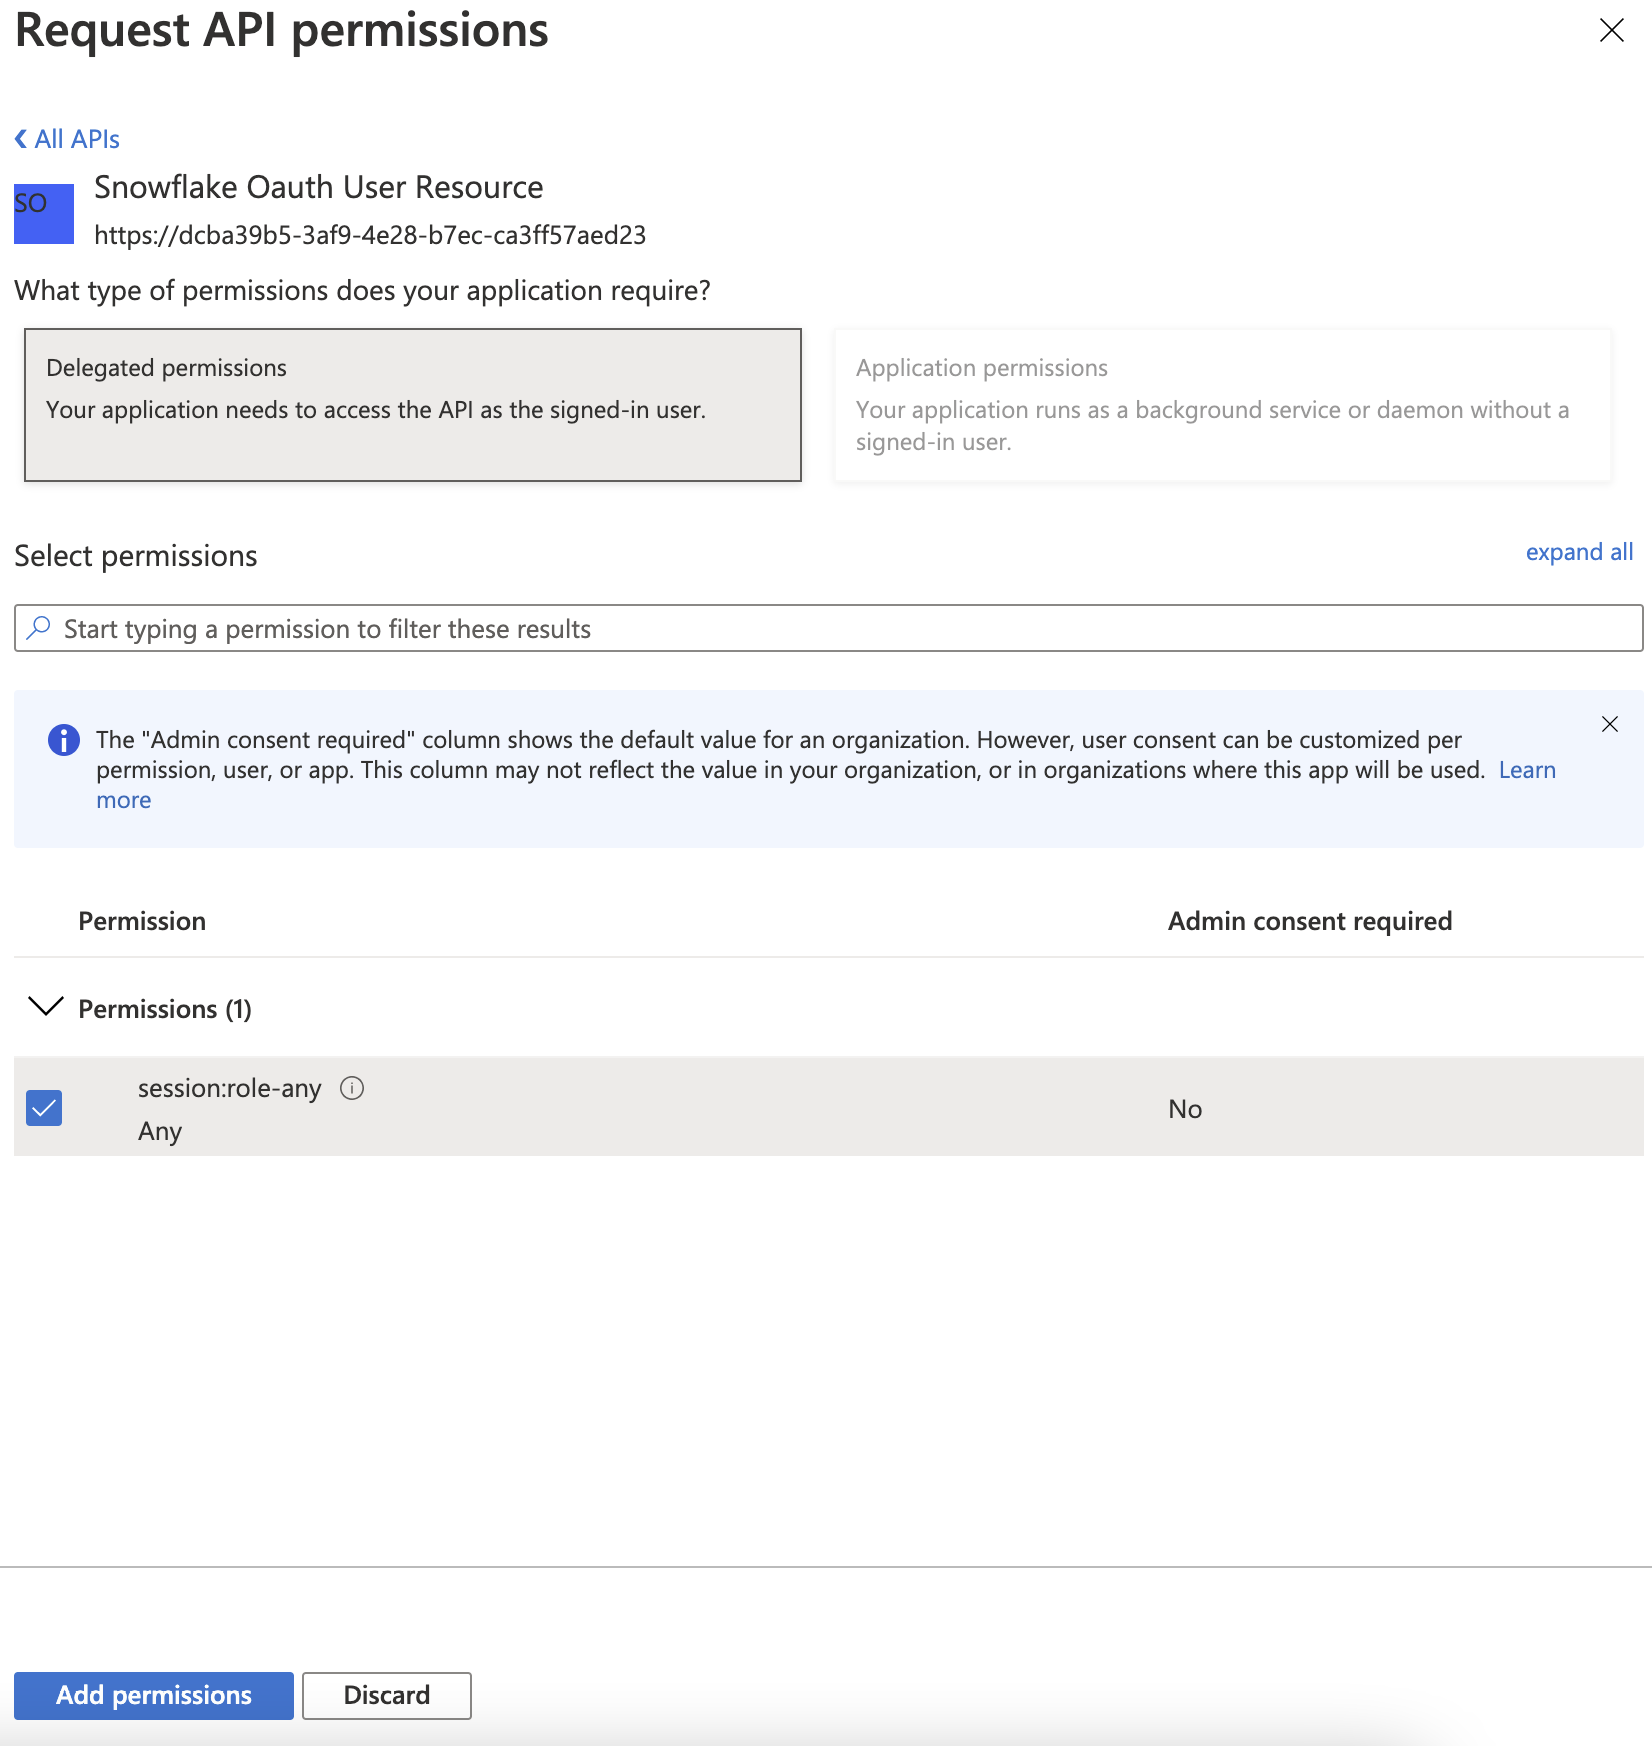 Request API permissions
All APIs
SO
Snowflake Oauth User Resource
https://dcba39b5-3af9-4e28-b7ec-ca3ff57aed23
What type of permissions does your application require?
Delegated permissions
Your application needs to access the API as the signed-in user.
Application permissions
Your application runs as a background service or daemon without a
signed-in user.
Select permissions
expand all
Start typing a permission to filter these results
The "Admin consent required" column shows the default value for an organization. However, user consent can be customized per
permission, user, or app. This column may not reflect the value in your organization, or in organizations where this app will be used. Learn
more
Permission
Admin consent required
Permissions (1)
session:role-any
Any
No
Add permissions
Discard